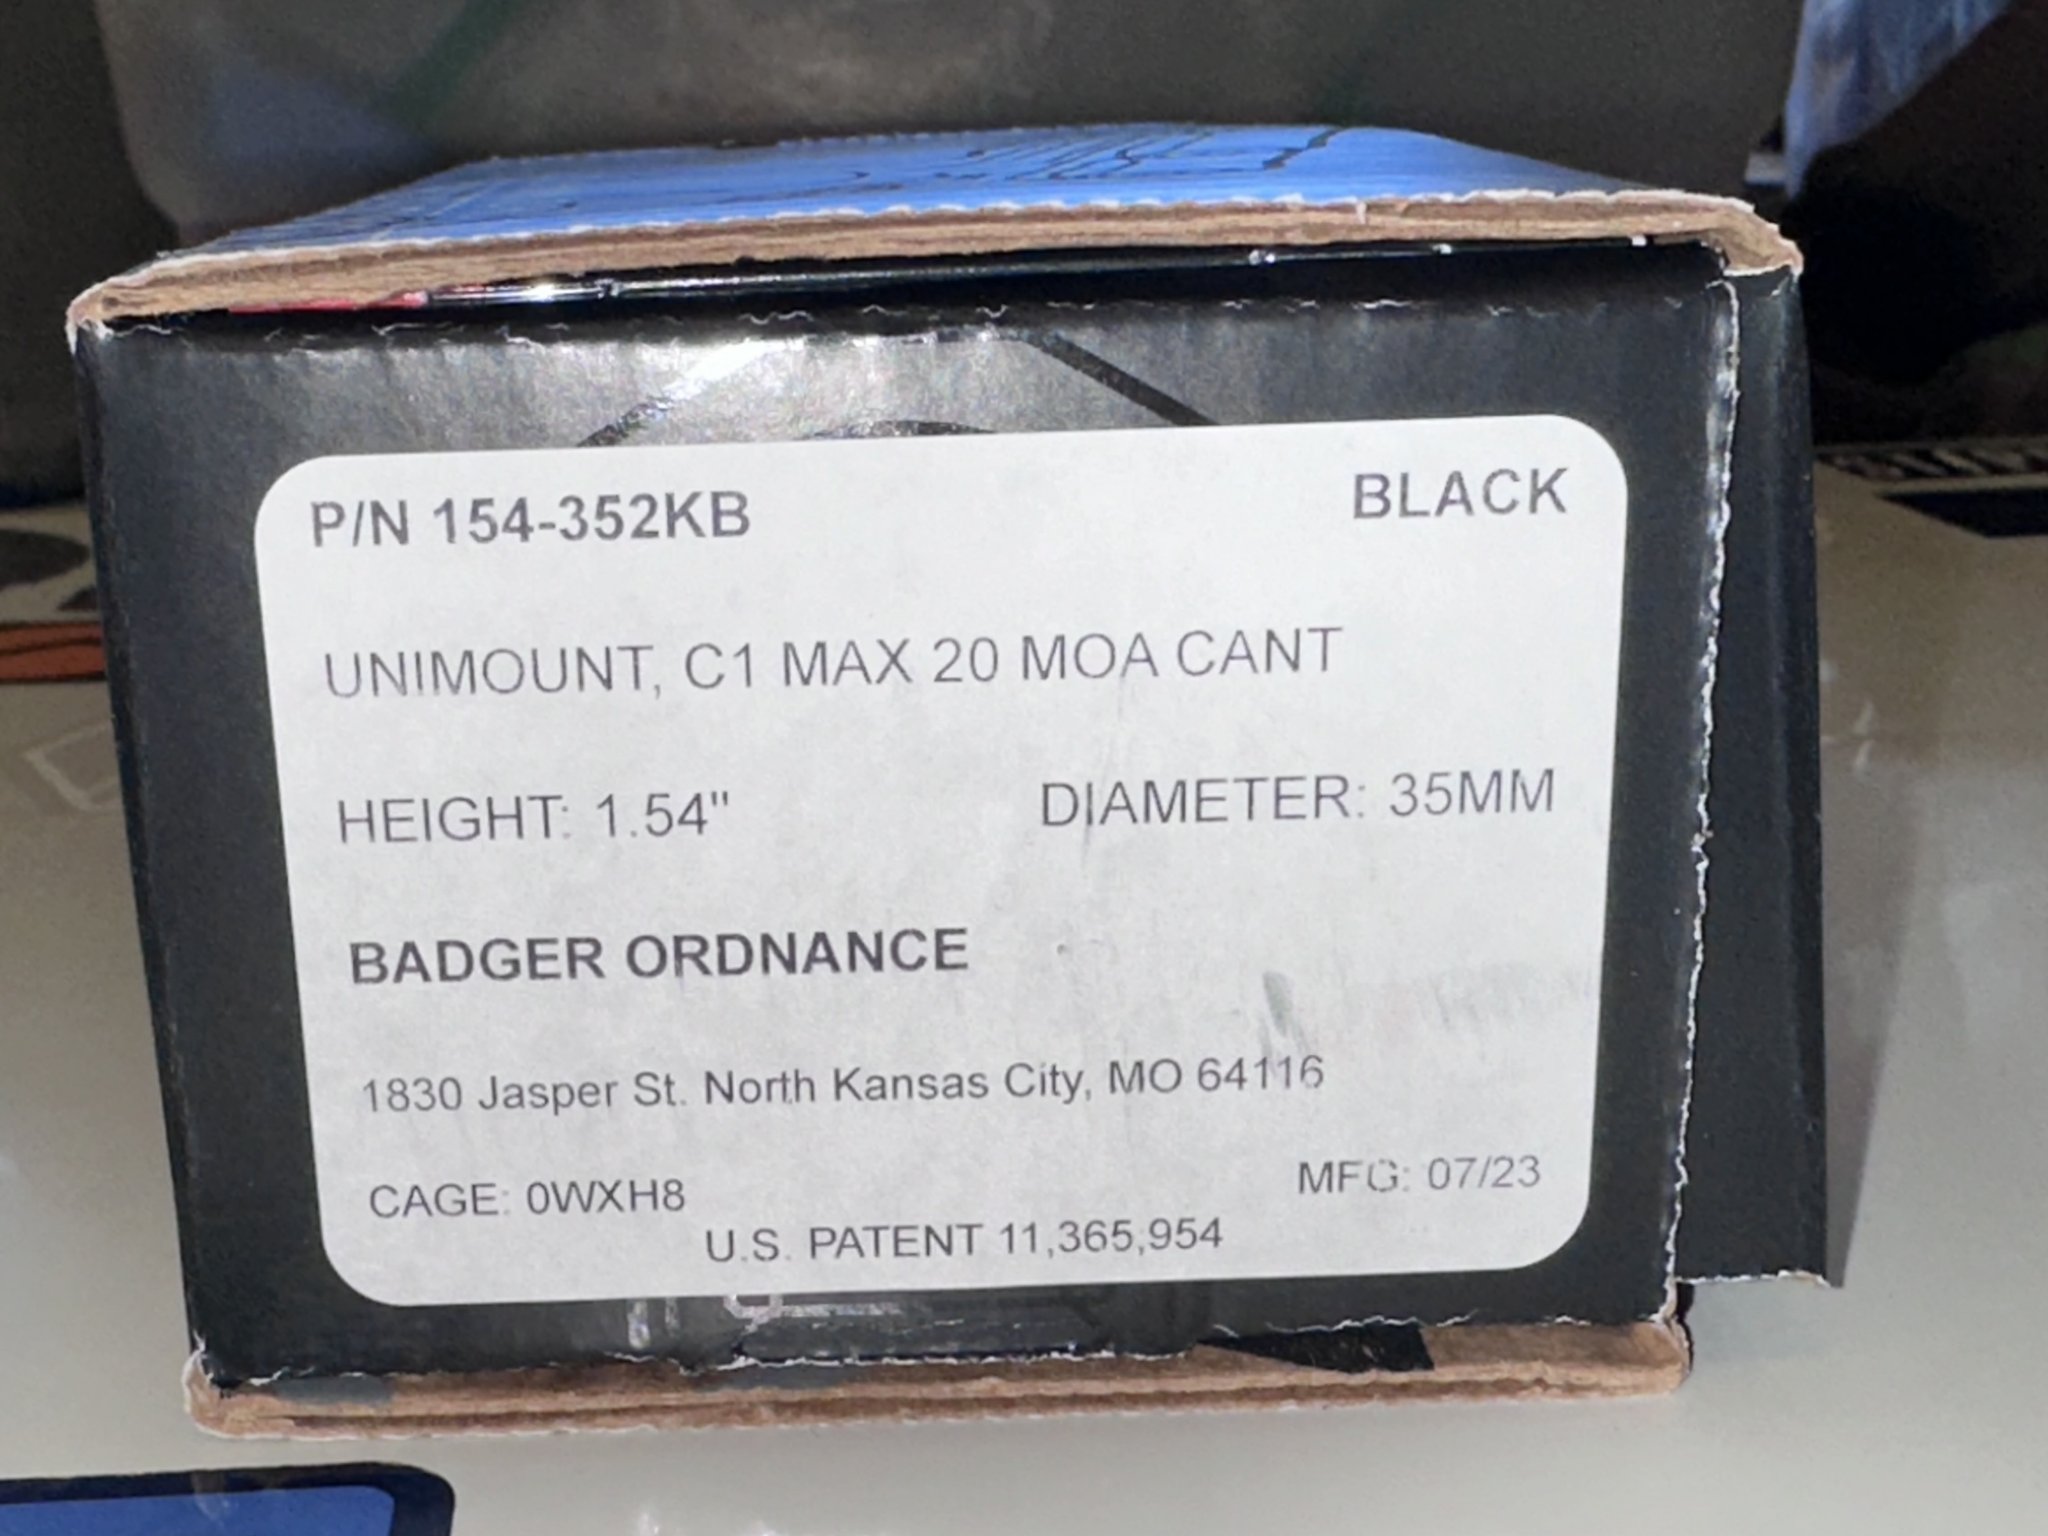 P/N 154-352KB BLACK
UNIMOUNT, C1 MAX 20 MOA CANT
HEIGHT: 1.54" DIAMETER: 35MM
BADGER ORDNANCE
1830 Jasper St. North Kansas City, MO 64116
CAGE: 0WXH8 MFG: 07/23
U.S. PATENT 11,365,954